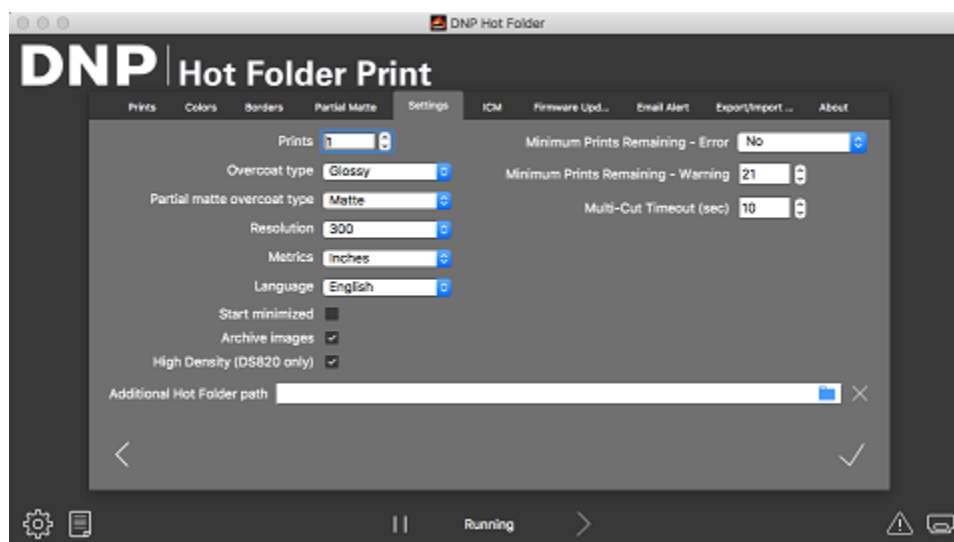 DNP Hot Folder
DNP Hot Folder Print
Prints Colors Borders Partial Matte Settings ICM Firmware Upd... Email Alert Export/Import ... About
Prints 1
Overcoat type Glossy
Partial matte overcoat type Matte
Resolution 300
Metrics Inches
Language English
Start minimized
Archive images
High Density (DS820 only)
Minimum Prints Remaining - Error No
Minimum Prints Remaining - Warning 21
Multi-Cut Timeout (sec) 10
Additional Hot Folder path
Running